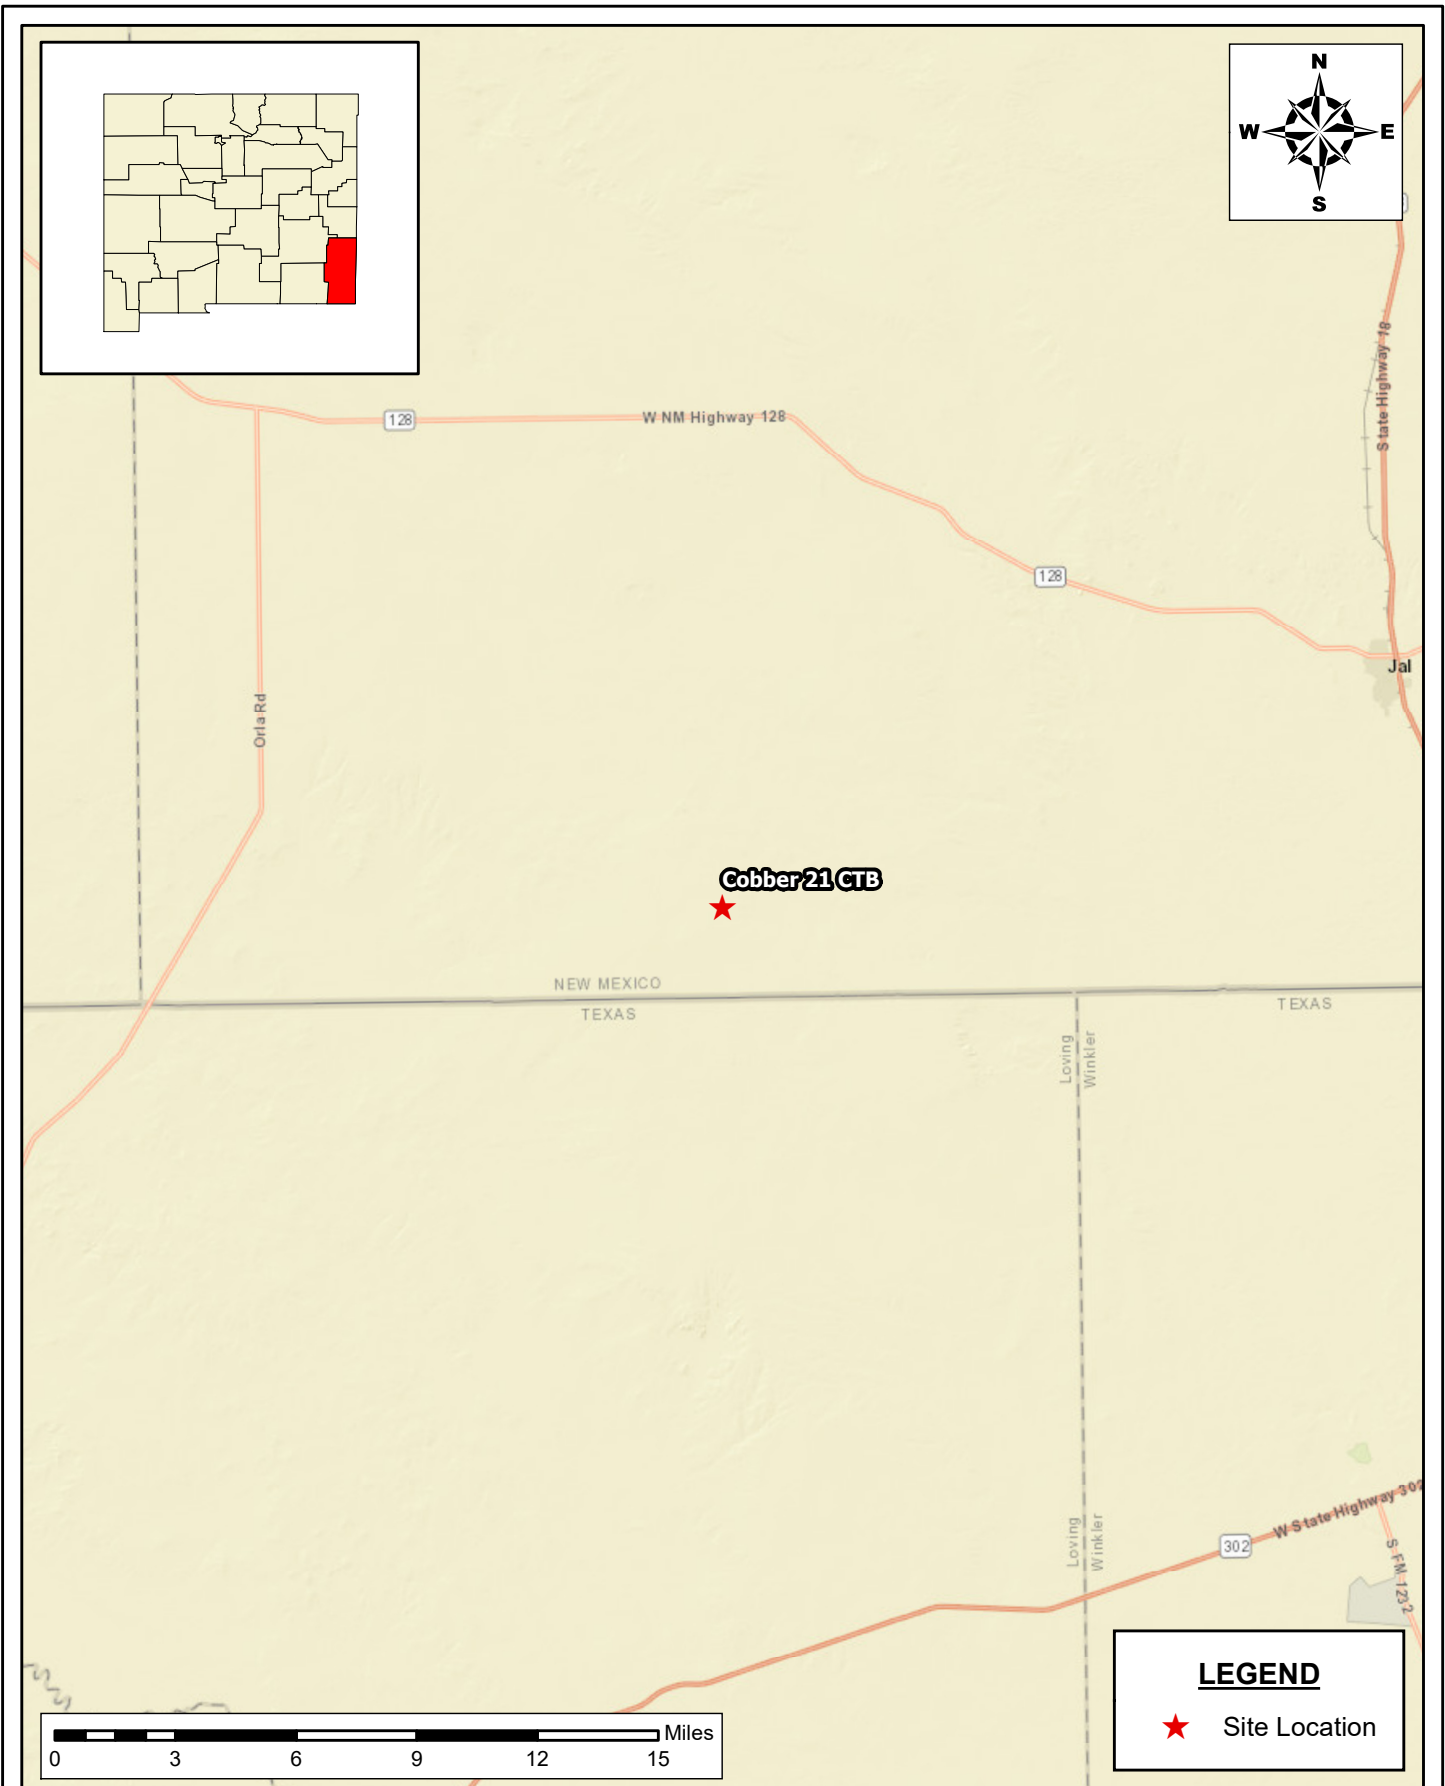 N
W E
S
State Highway 18
128
W NM Highway 128
128
Jal
Orla Rd
Cobber 21 CTB
NEW MEXICO
TEXAS
TEXAS
Loving
Winkler
Loving
Winkler
302
W State Highway 302
S FM 1232
LEGEND
Site Location
Miles
0 3 6 9 12 15